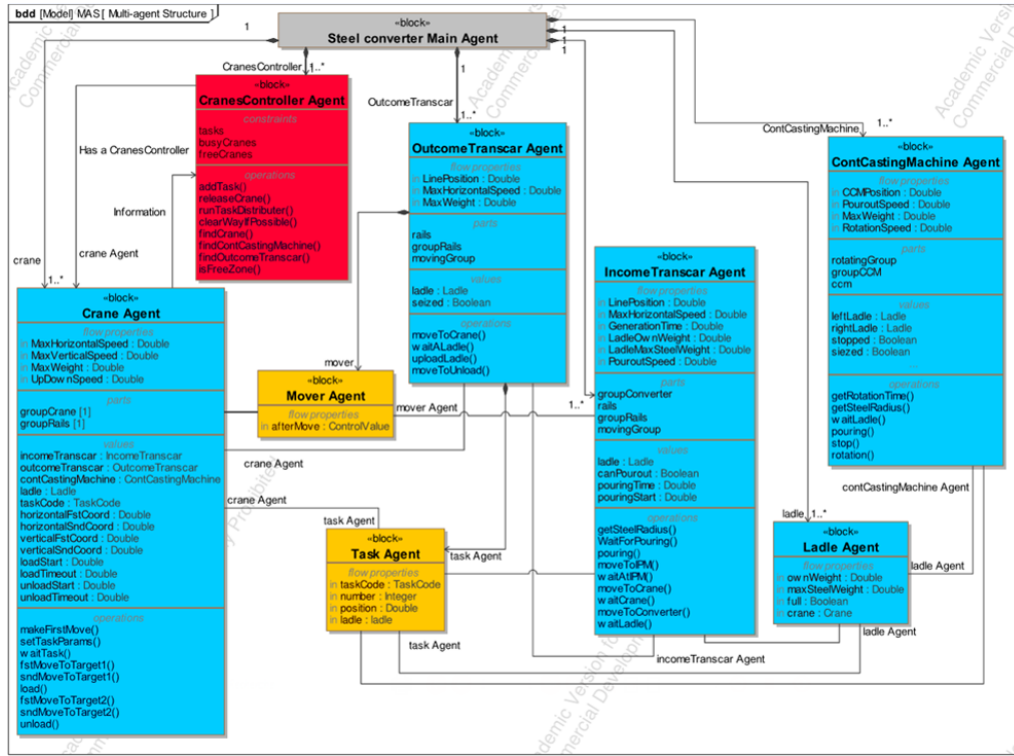 bdd [Model] MAS [ Multi-agent Structure ]
«block»
Steel converter Main Agent
1
1
1
1
1
CranesController
1..*
OutcomeTranscar
1..*
ContCastingMachine
1..*
«block»
CranesController Agent
constraints
tasks
busyCranes
freeCranes
operations
addTask()
releaseCrane()
runTaskDistributer()
clearWayIfPossible()
findCrane()
findContCastingMachine()
findOutcomeTranscar()
isFreeZone()
Has a CranesController
Information
crane
crane Agent
1..*
«block»
OutcomeTranscar Agent
flow properties
in LinePosition : Double
in MaxHorizontalSpeed : Double
in MaxWeight : Double
parts
rails
groupRails
movingGroup
values
ladle : Ladle
seized : Boolean
operations
moveToCrane()
waitALadle()
uploadLadle()
moveToUnload()
«block»
ContCastingMachine Agent
flow properties
in CCMPosition : Double
in PouroutSpeed : Double
in MaxWeight : Double
in RotationSpeed : Double
parts
rotatingGroup
groupCCM
ccm
values
leftLadle : Ladle
rightLadle : Ladle
stopped : Boolean
siezed : Boolean
...
getRotationTime()
getSteelRadius()
waitLadle()
pouring()
stop()
rotation()
«block»
IncomeTranscar Agent
flow properties
in LinePosition : Double
in MaxHorizontalSpeed : Double
in GenerationTime : Double
in LadleOwnWeight : Double
in LadleMaxSteelWeight : Double
in PouroutSpeed : Double
parts
groupConverter
rails
groupRails
movingGroup
values
ladle : Ladle
canPourout : Boolean
pouringTime : Double
pouringStart : Double
operations
getSteelRadius()
WaitForPouring()
pouring()
moveToIPM()
waitAtIPM()
moveToCrane()
waitCrane()
moveToConverter()
waitLadle()
«block»
Crane Agent
flow properties
in MaxHorizontalSpeed : Double
in MaxVerticalSpeed : Double
in MaxWeight : Double
in UpDownSpeed : Double
parts
groupCrane [1]
groupRails [1]
values
incomeTranscar : IncomeTranscar
outcomeTranscar : OutcomeTranscar
contCastingMachine : ContCastingMachine
ladle : Ladle
taskCode : TaskCode
horizontalFstCoord : Double
horizontalSndCoord : Double
verticalFstCoord : Double
verticalSndCoord : Double
loadStart : Double
loadTimeout : Double
unloadStart : Double
unloadTimeout : Double
operations
makeFirstMove()
setTaskParams()
waitTask()
fstMoveToTarget1()
sndMoveToTarget1()
load()
fstMoveToTarget2()
sndMoveToTarget2()
unload()
mover
«block»
Mover Agent
flow properties
in afterMove : ControlValue
mover Agent
1..*
crane Agent
crane Agent
task Agent
task Agent
«block»
Task Agent
flow properties
in taskCode : TaskCode
in number : Integer
in position : Double
in ladle : ladle
task Agent
contCastingMachine Agent
ladle
1..*
«block»
Ladle Agent
flow properties
in ownWeight : Double
in maxSteelWeight : Double
in full : Boolean
in crane : Crane
ladle Agent
ladle Agent
incomeTranscar Agent